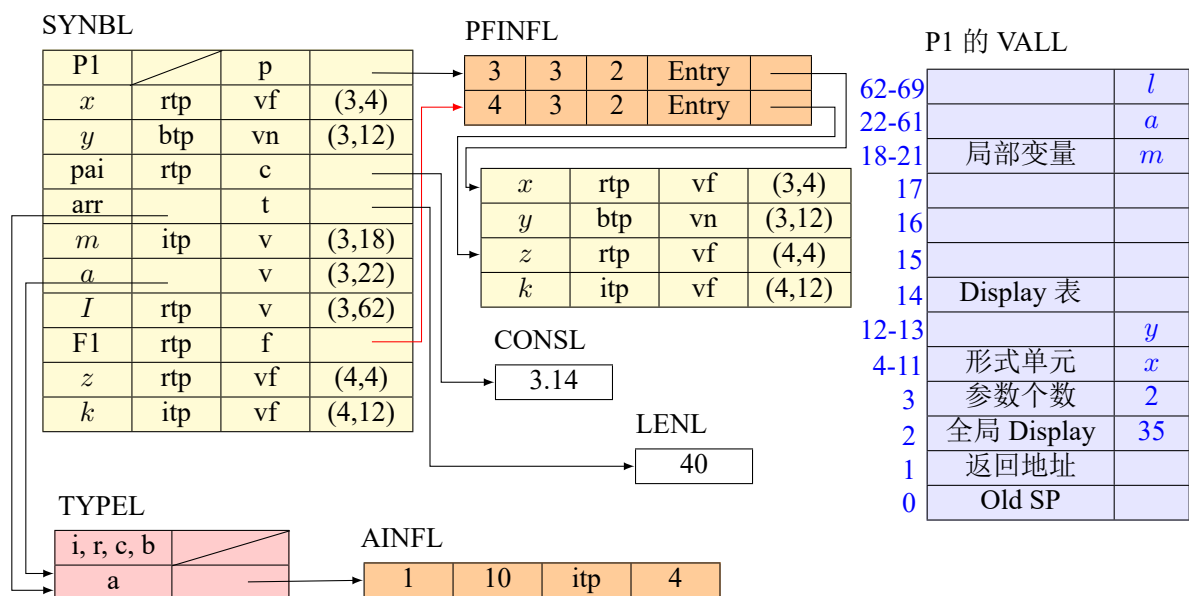 SYNBL
P1 p
x rtp vf (3,4)
y btp vn (3,12)
pai rtp c
arr t
m itp v (3,18)
a v (3,22)
I rtp v (3,62)
F1 rtp f
z rtp vf (4,4)
k itp vf (4,12)
PFINFL
3 3 2 Entry
4 3 2 Entry
x rtp vf (3,4)
y btp vn (3,12)
z rtp vf (4,4)
k itp vf (4,12)
CONSL
3.14
LENL
40
TYPEL
i, r, c, b
a
AINFL
1 10 itp 4
P1 的 VALL
62-69 l
22-61 a
18-21 局部变量 m
17
16
15
14 Display 表
12-13 y
4-11 形式单元 x
3 参数个数 2
2 全局 Display 35
1 返回地址
0 Old SP